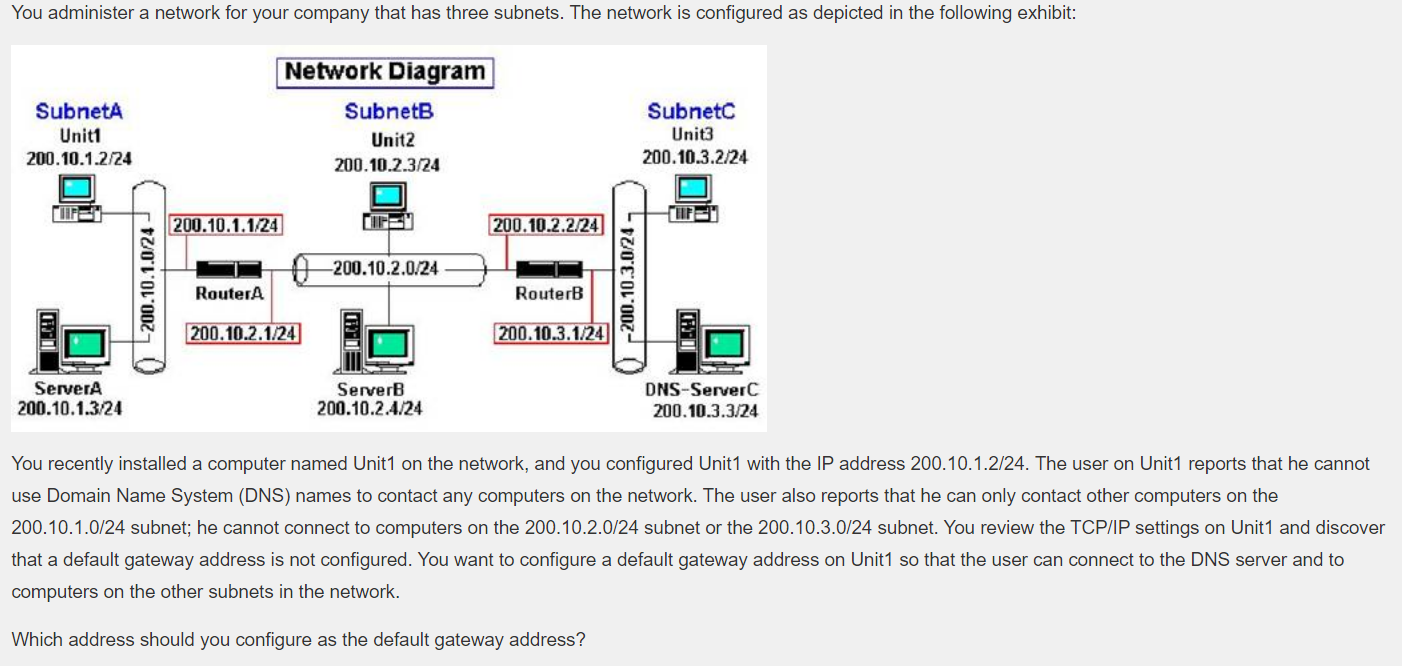 You administer a network for your company that has three subnets. The network is configured as depicted in the following exhibit:
Network Diagram
SubnetA
SubnetB
SubnetC
Unit1
Unit2
Unit3
200.10.1.2/24
200.10.2.3/24
200.10.3.2/24
200.10.1.1/24
200.10.2.2/24
200.10.1.0/24
200.10.2.0/24
200.10.3.0/24
RouterA
RouterB
200.10.2.1/24
200.10.3.1/24
ServerA
ServerB
DNS-ServerC
200.10.1.3/24
200.10.2.4/24
200.10.3.3/24
You recently installed a computer named Unit1 on the network, and you configured Unit1 with the IP address 200.10.1.2/24. The user on Unit1 reports that he cannot
use Domain Name System (DNS) names to contact any computers on the network. The user also reports that he can only contact other computers on the
200.10.1.0/24 subnet; he cannot connect to computers on the 200.10.2.0/24 subnet or the 200.10.3.0/24 subnet. You review the TCP/IP settings on Unit1 and discover
that a default gateway address is not configured. You want to configure a default gateway address on Unit1 so that the user can connect to the DNS server and to
computers on the other subnets in the network.
Which address should you configure as the default gateway address?